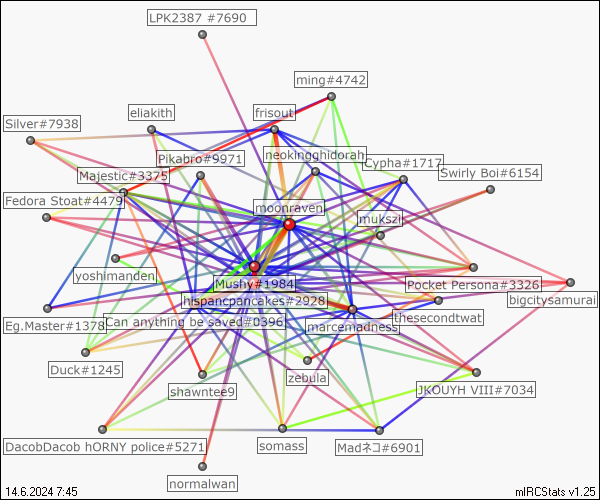 LPK2387 #7690
ming#4742
eliakith
frisout
Silver#7938
neokingghidorah
Pikabro#9971
Cypha#1717
Majestic#3375
Swirly Boi#6154
Fedora Stoat#4479
moonraven
mukszi
yoshimanden
Mushy#1984
Pocket Persona#3326
hispancpancakes#2928
bigcitysamurai
Eg.Master#1378
Can anything be saved#0396
thesecondtwat
marcemadness
Duck#1245
zebula
shawntee9
JKOUYH VIII#7034
DacobDacob hORNY police#5271
somass
Madネコ#6901
normalwan
14.6.2024 7:45
mIRCStats v1.25